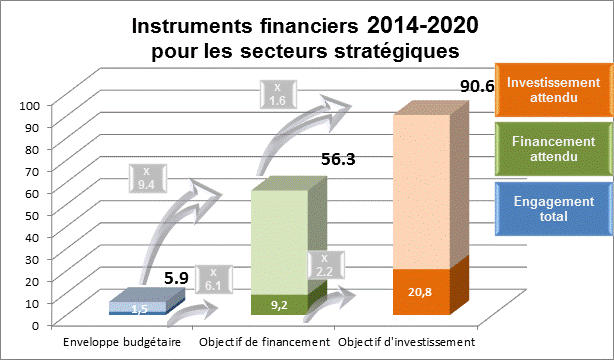 Instruments financiers 2014-2020
pour les secteurs stratégiques
Investissement
attendu
Financement
attendu
Engagement
total
100
90
80
70
60
50
40
30
20
10
0
X
9.4
X
1.6
X
6.1
X
2.2
5.9
56.3
90.6
1,5
9,2
20,8
Enveloppe budgétaire
Objectif de financement
Objectif d'investissement